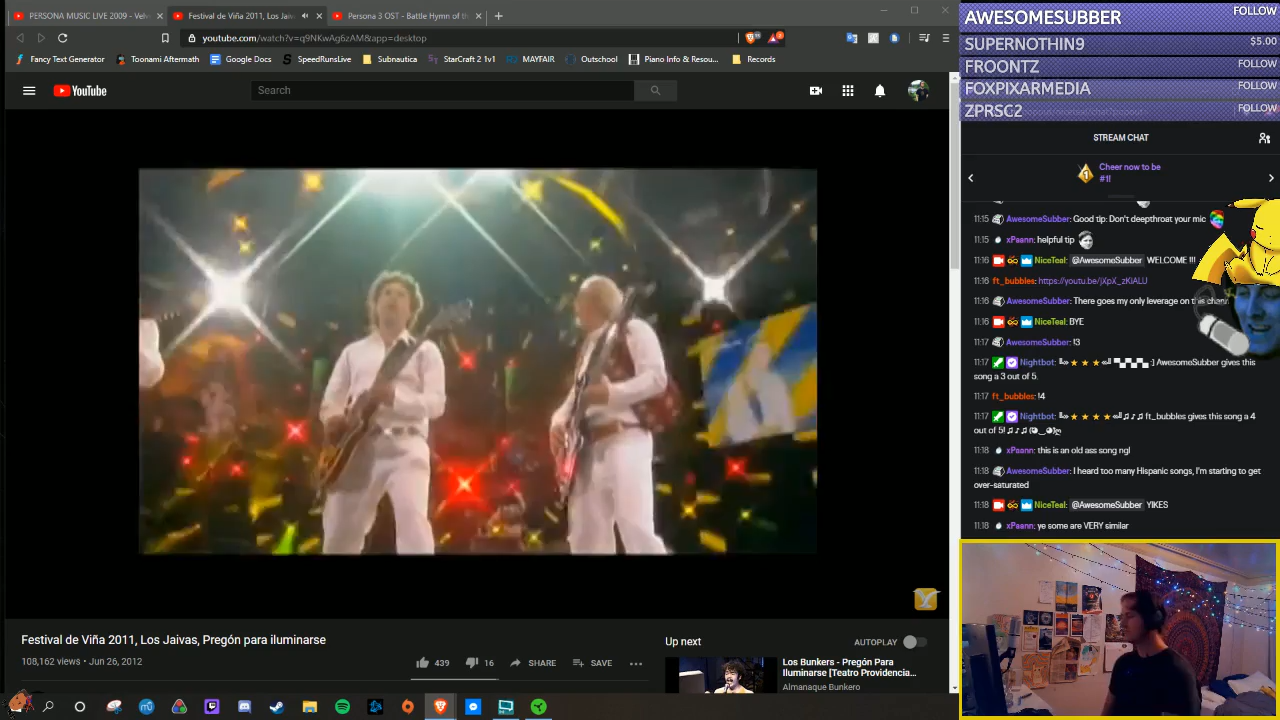 PERSONA MUSIC LIVE 2009 - Velv
Festival de Viña 2011, Los Jaiva
Persona 3 OST - Battle Hymn of th
youtube.com/watch?v=q9NKwAg6zAM&app=desktop
Fancy Text Generator
Toonami Aftermath
Google Docs
SpeedRunsLive
Subnautica
StarCraft 2 1v1
MAYFAIR
Outschool
Piano Info & Resou...
Records
YouTube
Search
Festival de Viña 2011, Los Jaivas, Pregón para iluminarse
108,162 views • Jun 26, 2012
439
16
SHARE
SAVE
Up next
AUTOPLAY
Los Bunkers - Pregón Para
Iluminarse [Teatro Providencia...
Almanaque Bunkero
AWESOMESUBBER FOLLOW
SUPERNOTHIN9 $5.00
FROONTZ FOLLOW
FOXPIXARMEDIA FOLLOW
ZPRSC2 FOLLOW
STREAM CHAT
Cheer now to be
#1!
11:15 AwesomeSubber: Good tip: Don't deepthroat your mic
11:15 xPaann: helpful tip
11:16 NiceTeal: @AwesomeSubber WELCOME !!!
11:16 ft_bubbles: https://youtu.be/jXpX_zKlALU
11:16 AwesomeSubber: There goes my only leverage on this chann
11:16 NiceTeal: BYE
11:17 AwesomeSubber: !3
11:17 Nightbot: ★ ★ ★ :) AwesomeSubber gives this
song a 3 out of 5.
11:17 ft_bubbles: !4
11:17 Nightbot: ★ ★ ★ ★ ♫♪♫ ft_bubbles gives this song a 4
out of 5!
11:18 xPaann: this is an old ass song ngl
11:18 AwesomeSubber: I heard too many Hispanic songs, I'm starting to get
over-saturated
11:18 NiceTeal: @AwesomeSubber YIKES
11:18 xPaann: ye some are VERY similar